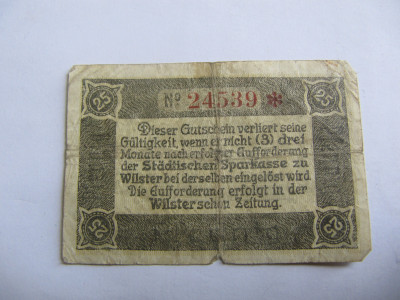 25
No 24539 *
25
Dieser Gutschein verliert seine
Gültigkeit, wenn er nicht (3) drei
Monate nach erfolgter Aufforderung
der Städtischen Sparkasse zu
Wilster bei derselben eingelöst wird.
Die Aufforderung erfolgt in der
Wilsterschen Zeitung.
25
25